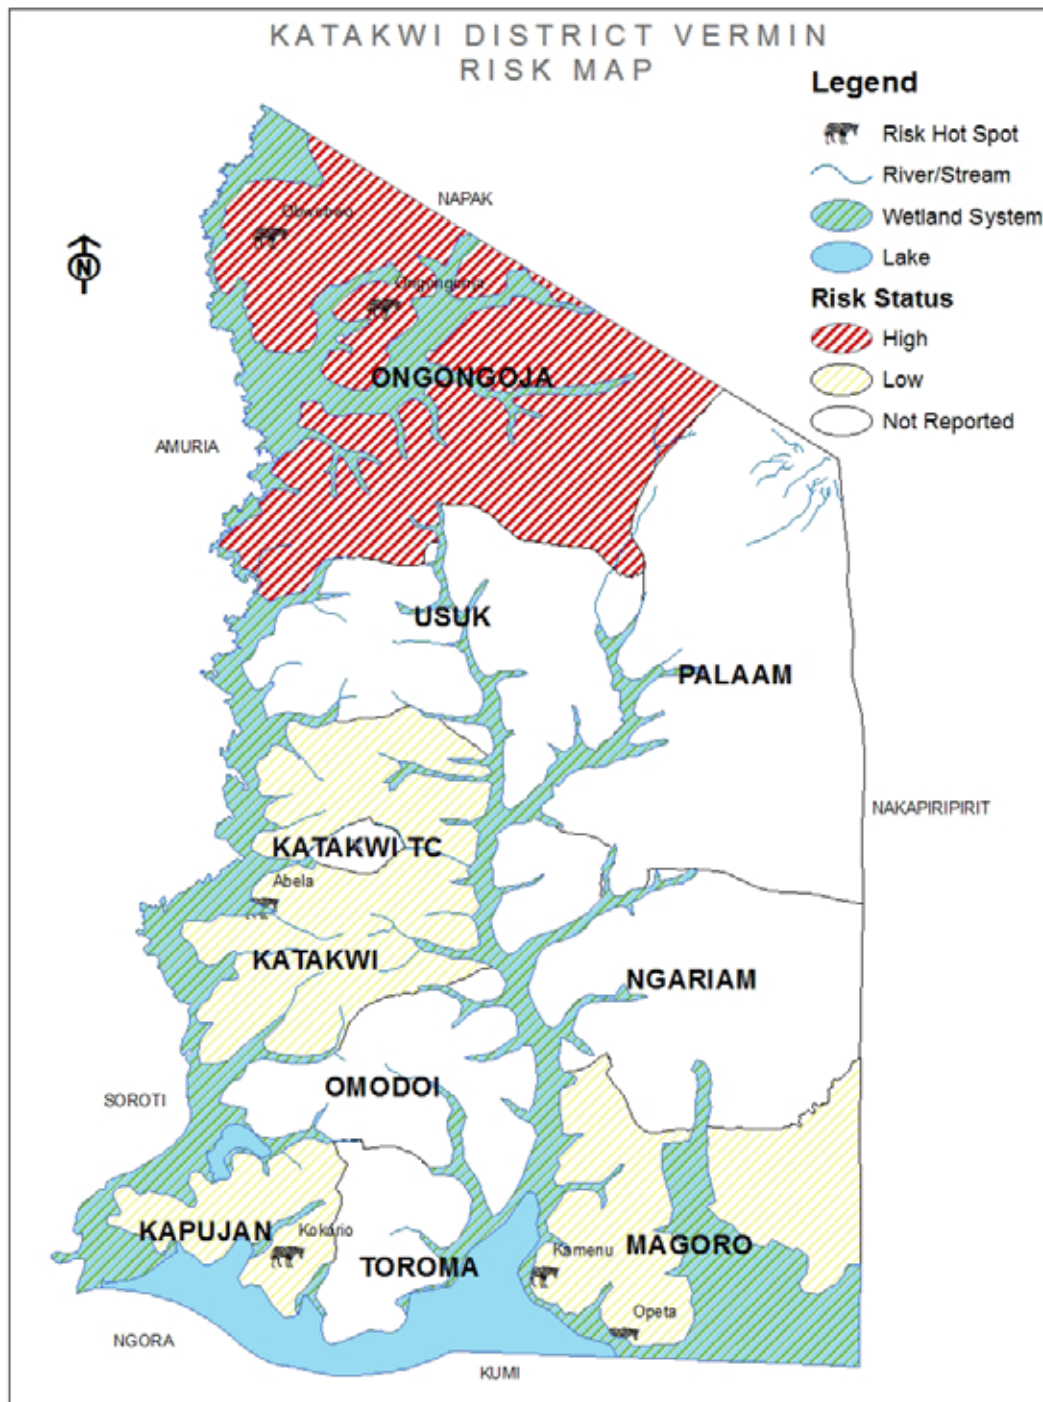 KATAKWI DISTRICT VERMIN
RISK MAP
Legend
Risk Hot Spot
River/Stream
Wetland System
Lake
Risk Status
High
Low
Not Reported
NAPAK
ONGONGOJA
AMURIA
USUK
PALAAM
NAKAPIRIPIRIT
KATAKWI TC
Abela
KATAKWI
NGARIAM
OMODOI
SOROTI
KAPUJAN
Kokorio
TOROMA
Kamenu
MAGORO
Opeta
NGORA
KUMI
N